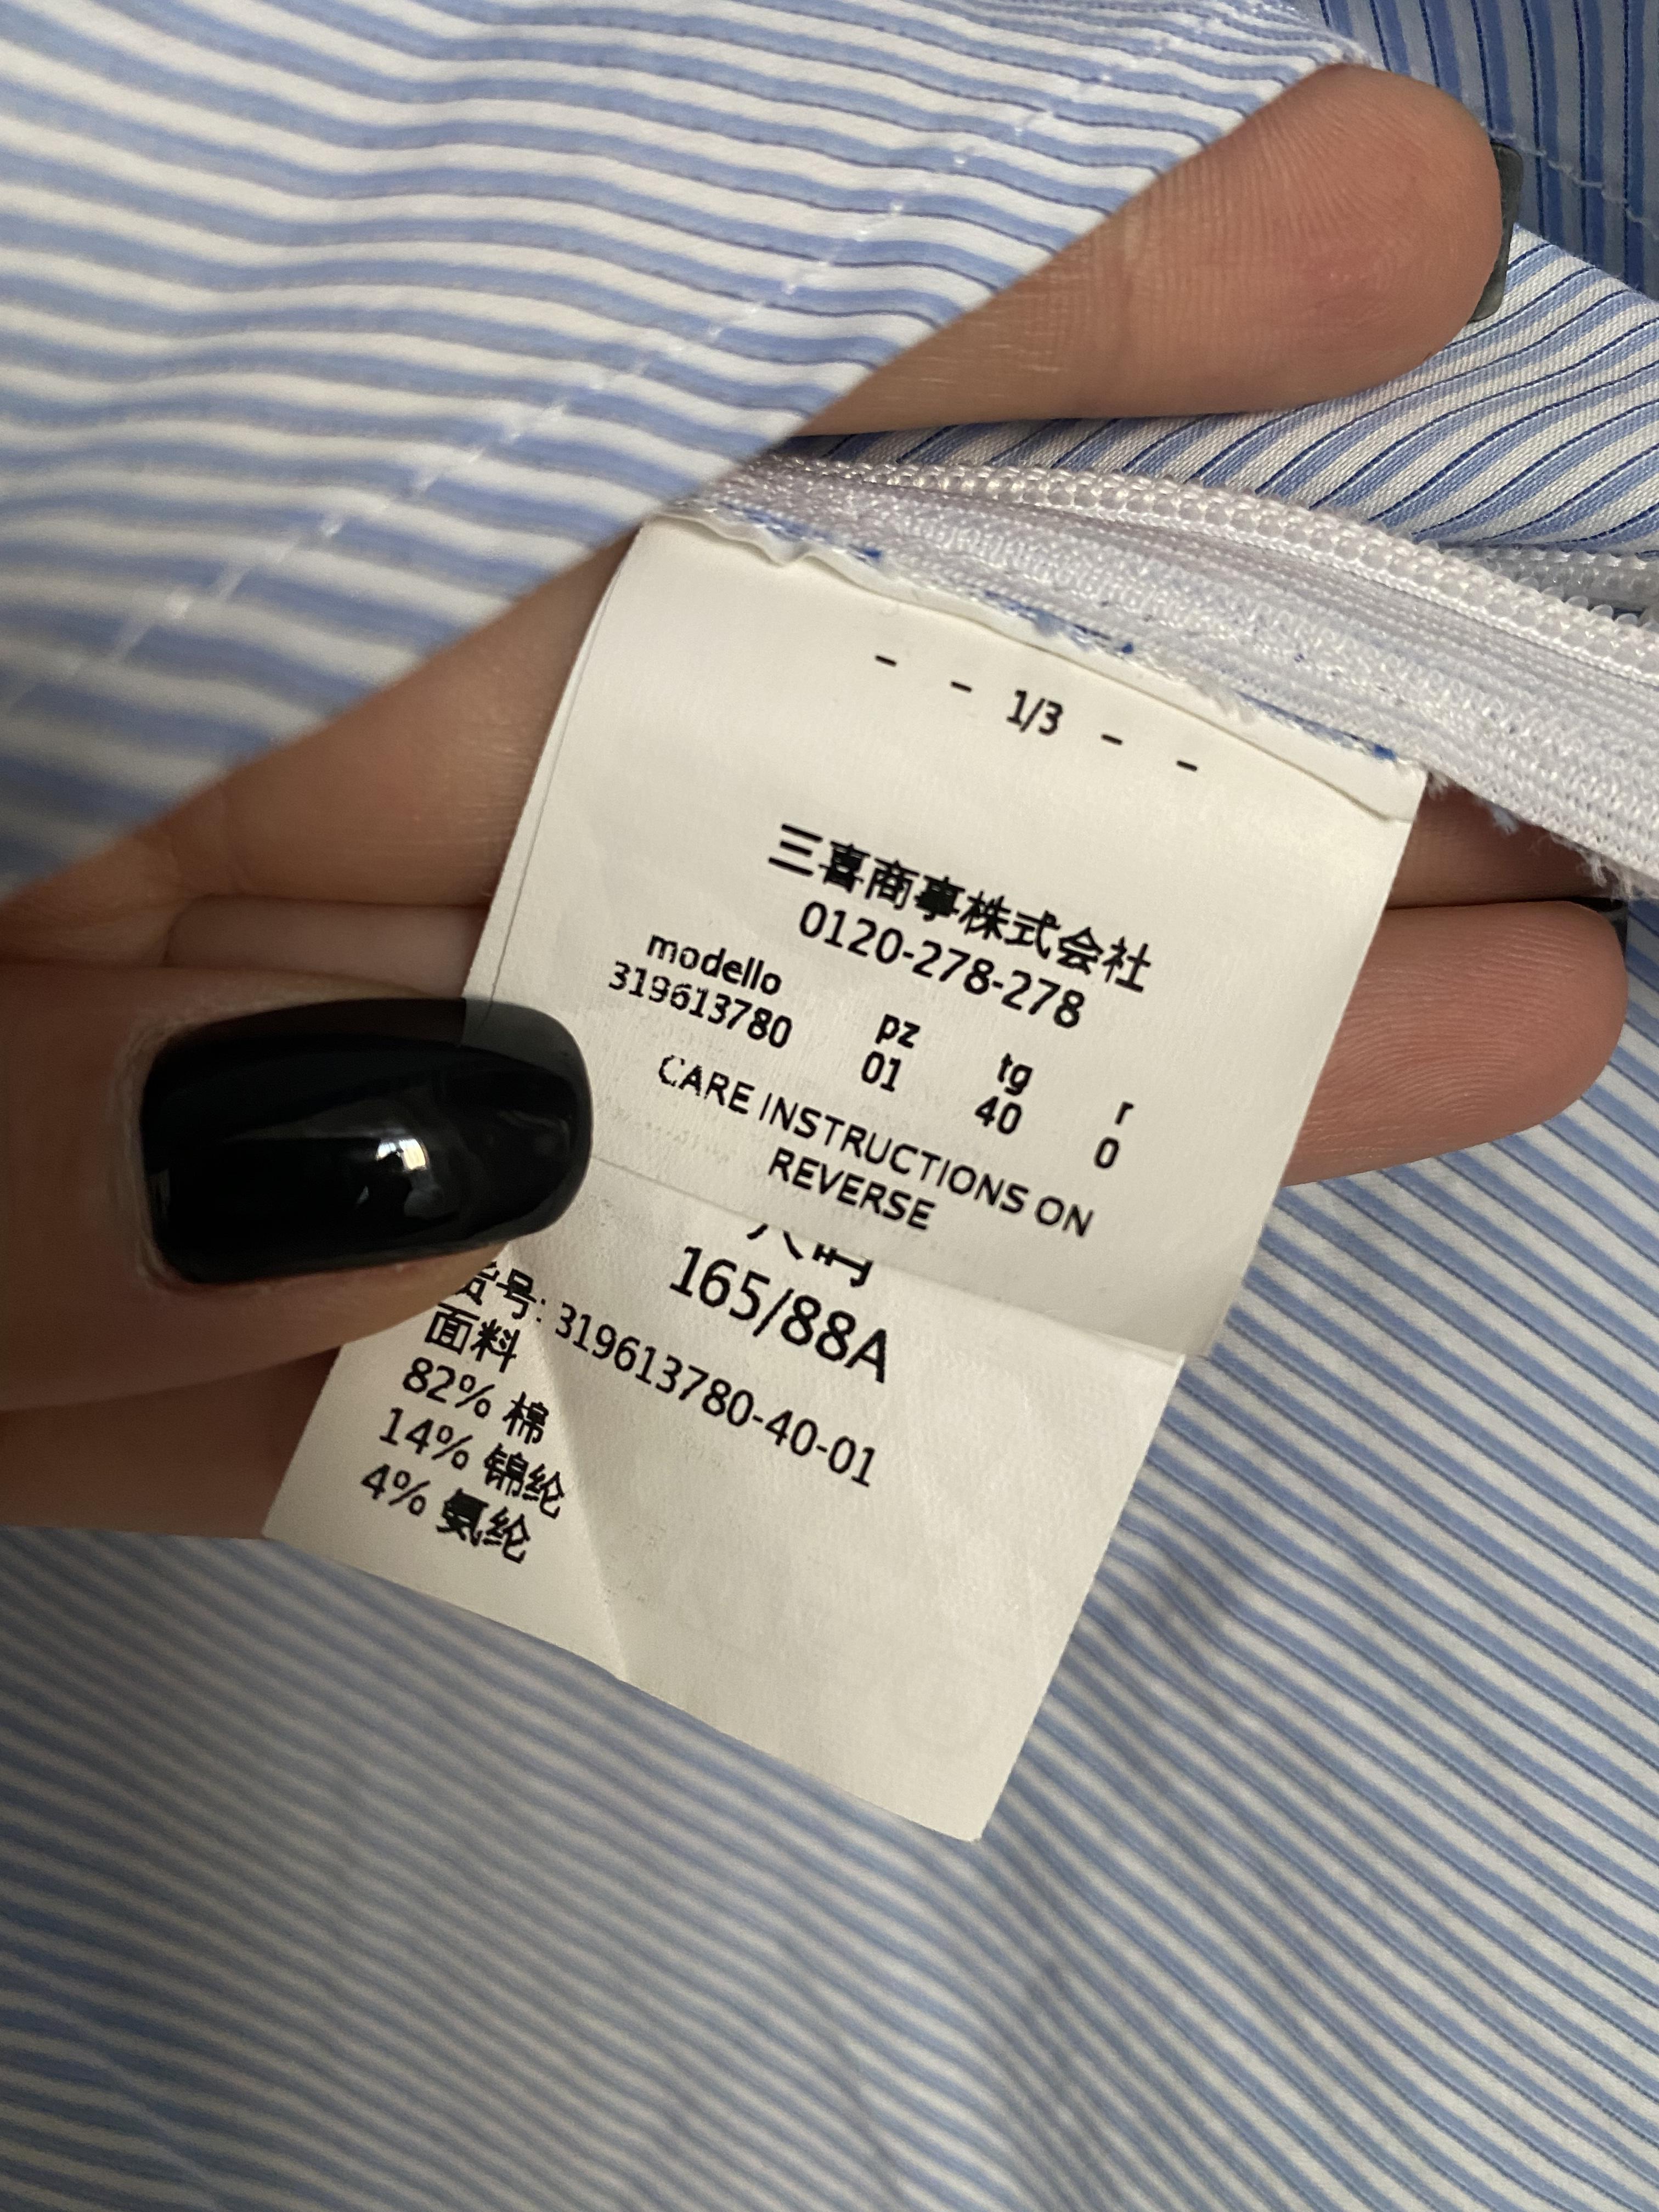 - - 1/3 - -
三喜商事株式会社
0120-278-278
modello pz tg r
319613780 01 40 0
CARE INSTRUCTIONS ON
REVERSE
165/88A
货号: 319613780-40-01
面料
82% 棉
14% 锦纶
4% 氨纶